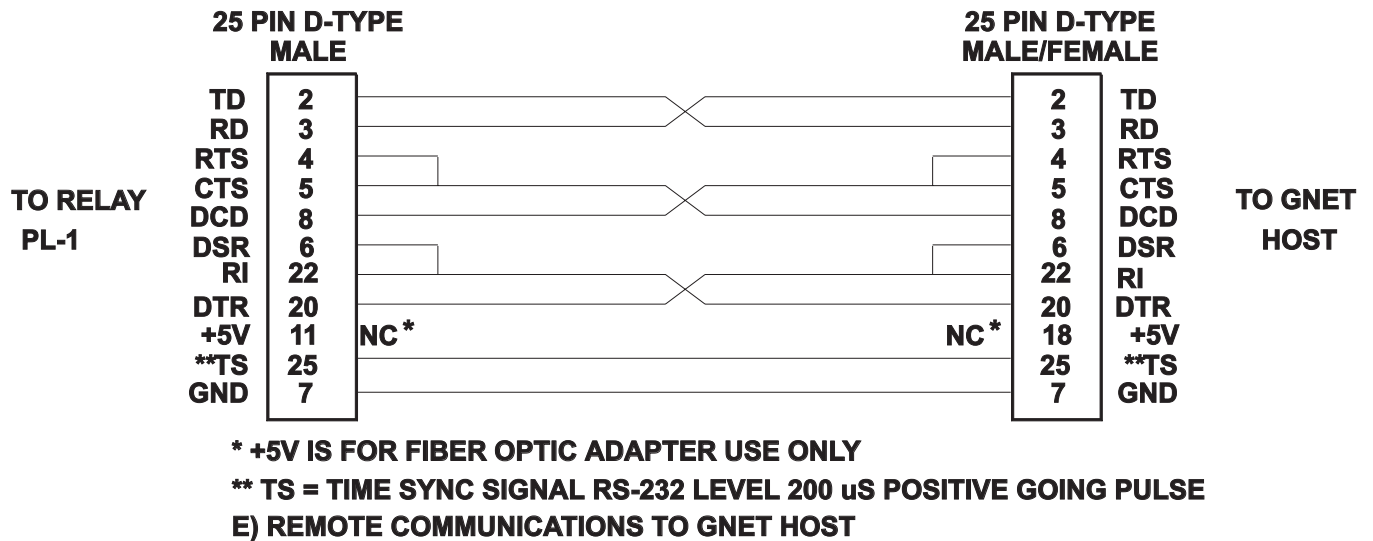 25 PIN D-TYPE
MALE
25 PIN D-TYPE
MALE/FEMALE
TD 2 2 TD
RD 3 3 RD
RTS 4 4 RTS
CTS 5 5 CTS
DCD 8 8 DCD
DSR 6 6 DSR
RI 22 22 RI
DTR 20 20 DTR
+5V 11 NC* NC* 18 +5V
**TS 25 25 **TS
GND 7 7 GND
TO RELAY
PL-1
TO GNET
HOST
* +5V IS FOR FIBER OPTIC ADAPTER USE ONLY
** TS = TIME SYNC SIGNAL RS-232 LEVEL 200 uS POSITIVE GOING PULSE
E) REMOTE COMMUNICATIONS TO GNET HOST